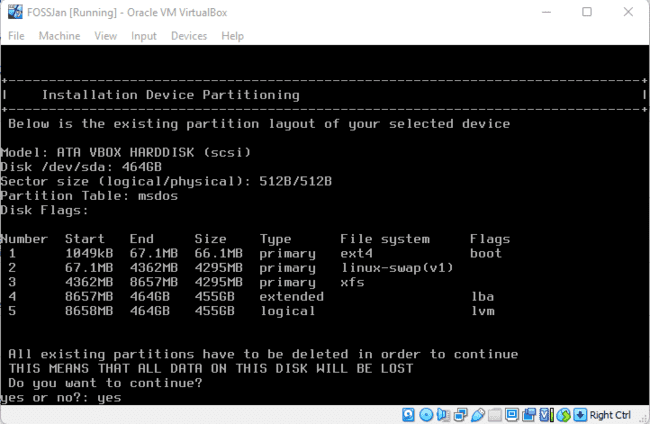 FOSSJan [Running] - Oracle VM VirtualBox
File Machine View Input Devices Help
+------------------------------------------------------------------------------+
| Installation Device Partitioning |
+------------------------------------------------------------------------------+
Below is the existing partition layout of your selected device
Model: ATA VBOX HARDDISK (scsi)
Disk /dev/sda: 464GB
Sector size (logical/physical): 512B/512B
Partition Table: msdos
Disk Flags:
Number Start End Size Type File system Flags
1 1049kB 67.1MB 66.1MB primary ext4 boot
2 67.1MB 4362MB 4295MB primary linux-swap(v1)
3 4362MB 8657MB 4295MB primary xfs
4 8657MB 464GB 455GB extended lba
5 8658MB 464GB 455GB logical lvm
All existing partitions have to be deleted in order to continue
THIS MEANS THAT ALL DATA ON THIS DISK WILL BE LOST
Do you want to continue?
yes or no?: yes
Right Ctrl